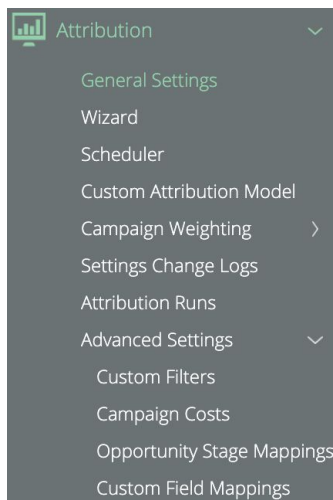 Attribution
General Settings
Wizard
Scheduler
Custom Attribution Model
Campaign Weighting
Settings Change Logs
Attribution Runs
Advanced Settings
Custom Filters
Campaign Costs
Opportunity Stage Mappings
Custom Field Mappings